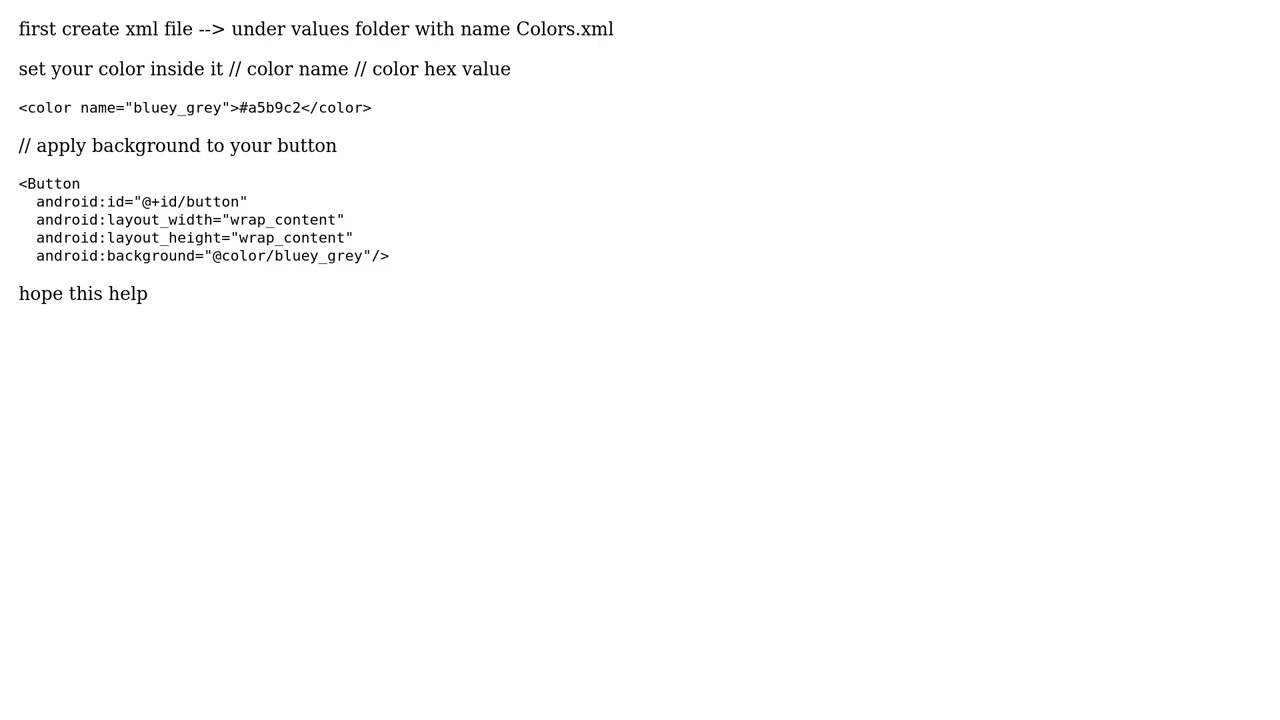 first create xml file --> under values folder with name Colors.xml
set your color inside it // color name // color hex value
<color name="bluey_grey">#a5b9c2</color>
// apply background to your button
<Button
  android:id="@+id/button"
  android:layout_width="wrap_content"
  android:layout_height="wrap_content"
  android:background="@color/bluey_grey"/>
hope this help